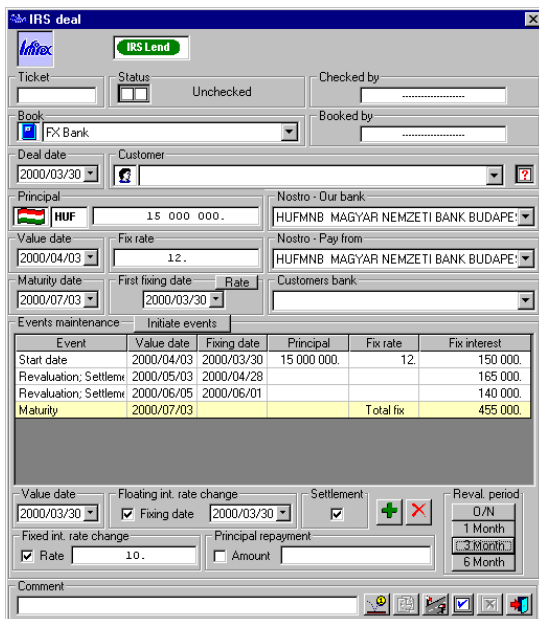 IRS deal
Inforex
IRS Lend
Ticket
Status
Unchecked
Checked by
--------------------
Book
FX Bank
Booked by
--------------------
Deal date
2000/03/30
Customer
?
Principal
HUF
15 000 000.
Nostro - Our bank
HUFMNB MAGYAR NEMZETI BANK BUDAPE
Value date
2000/04/03
Fix rate
12.
Nostro - Pay from
HUFMNB MAGYAR NEMZETI BANK BUDAPE
Maturity date
2000/07/03
First fixing date
Rate
2000/03/30
Customers bank
Events maintenance
Initiate events
Event Value date Fixing date Principal Fix rate Fix interest
Start date 2000/04/03 2000/03/30 15 000 000. 12. 150 000.
Revaluation; Settleme 2000/05/03 2000/04/28 165 000.
Revaluation; Settleme 2000/06/05 2000/06/01 140 000.
Maturity 2000/07/03 Total fix 455 000.
Value date
2000/03/30
Floating int. rate change
Fixing date
2000/03/30
Settlement
Reval. period
O/N
1 Month
3 Month
6 Month
Fixed int. rate change
Rate
10.
Principal repayment
Amount
Comment